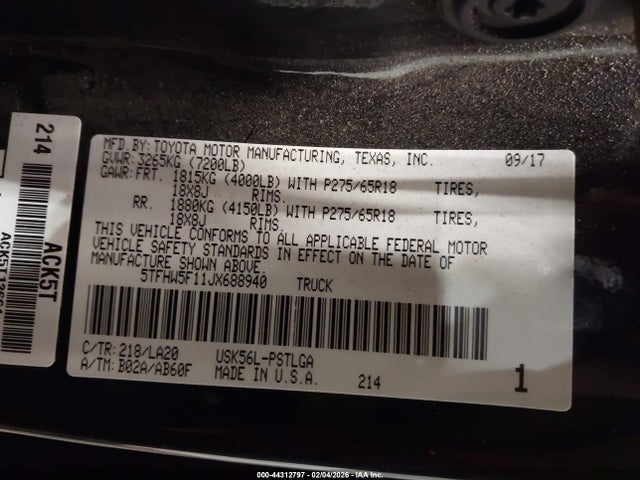 MFD.BY:TOYOTA MOTOR MANUFACTURING, TEXAS, INC. 09/17
GVWR:3265KG (7200LB)
GAWR:FRT. 1815KG (4000LB) WITH P275/65R18 TIRES,
18X8J RIMS.
RR. 1880KG (4150LB) WITH P275/65R18 TIRES,
18X8J RIMS.
THIS VEHICLE CONFORMS TO ALL APPLICABLE FEDERAL MOTOR
VEHICLE SAFETY STANDARDS IN EFFECT ON THE DATE OF
MANUFACTURE SHOWN ABOVE.
5TFHW5F11JX688940 TRUCK
C/TR:218/LA20 USK56L-PSTLGA
A/TM:B02A/AB60F MADE IN U.S.A. 214
1
214
ACK5T
000-44312797 - 02/04/2026 - IAA Inc.